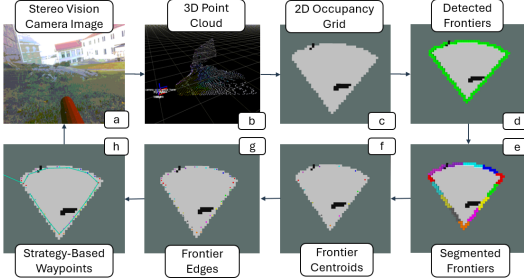 Stereo Vision
Camera Image
3D Point
Cloud
2D Occupancy
Grid
Detected
Frontiers
a
b
c
d
h
g
f
e
Strategy-Based
Waypoints
Frontier
Edges
Frontier
Centroids
Segmented
Frontiers